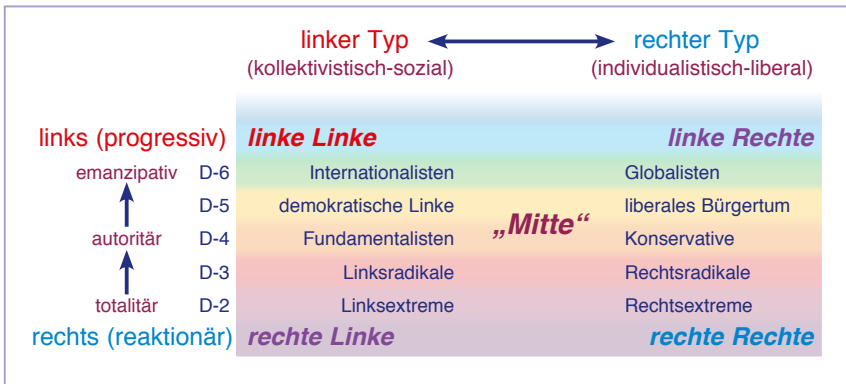 linker Typ rechter Typ
(kollektivistisch-sozial) (individualistisch-liberal)
links (progressiv) linke Linke linke Rechte
emanzipativ D-6 Internationalisten Globalisten
D-5 demokratische Linke liberales Bürgertum
„Mitte“
autoritär D-4 Fundamentalisten Konservative
D-3 Linksradikale Rechtsradikale
totalitär D-2 Linksextreme Rechtsextreme
rechts (reaktionär) rechte Linke rechte Rechte